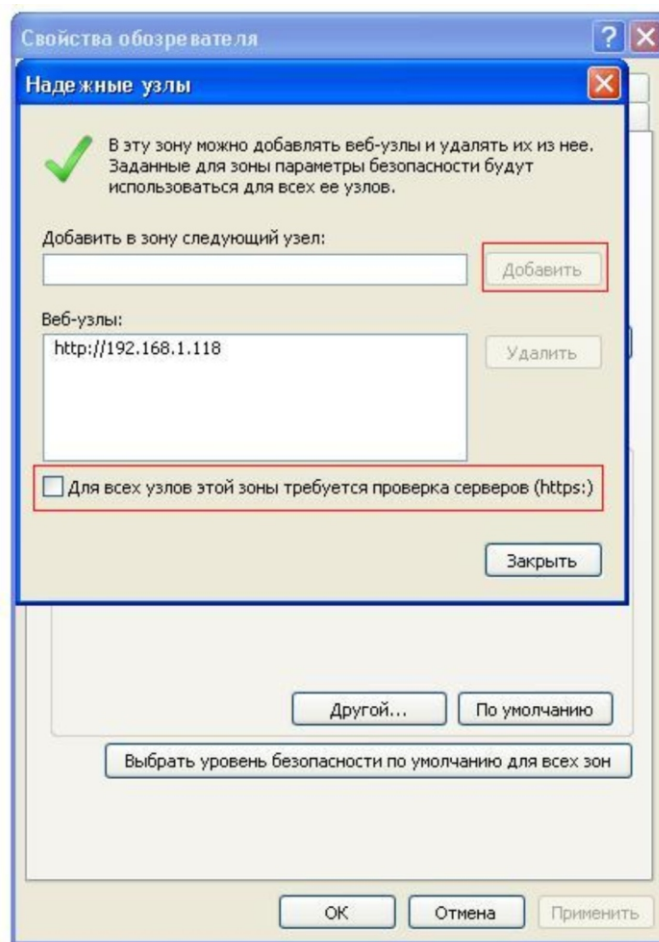 Свойства обозревателя
Надежные узлы
В эту зону можно добавлять веб-узлы и удалять их из нее.
Заданные для зоны параметры безопасности будут
использоваться для всех ее узлов.
Добавить в зону следующий узел:
Добавить
Веб-узлы:
http://192.168.1.118
Удалить
Для всех узлов этой зоны требуется проверка серверов (https:)
Закрыть
Другой... По умолчанию
Выбрать уровень безопасности по умолчанию для всех зон
ОК Отмена Применить